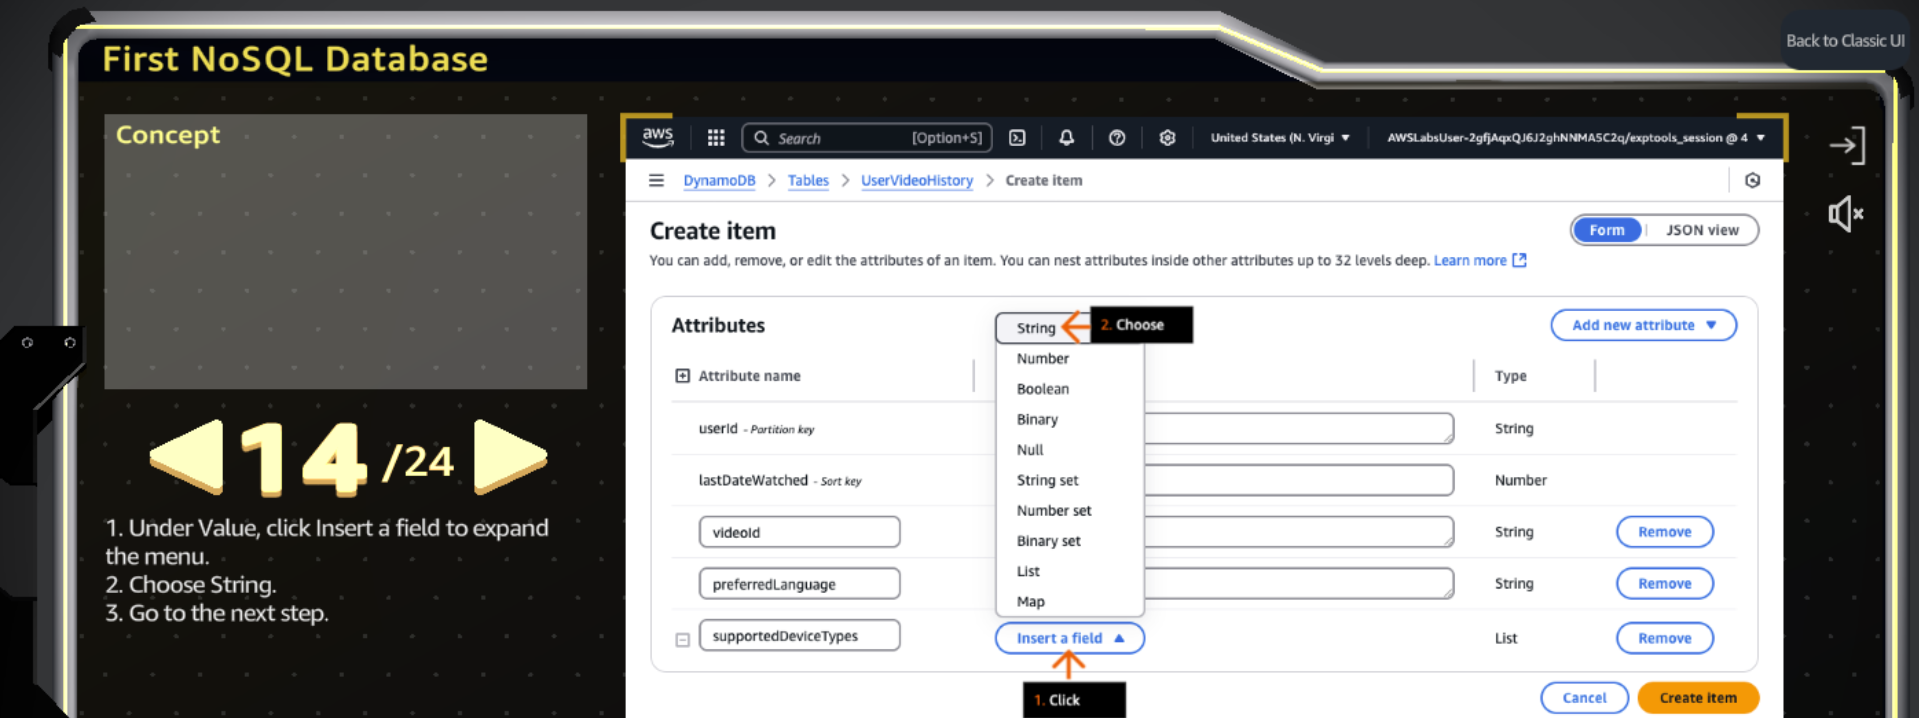 Back to Classic UI
First NoSQL Database
Concept
14 /24
1. Under Value, click Insert a field to expand
the menu.
2. Choose String.
3. Go to the next step.
aws
Search [Option+S]
United States (N. Virgi
AWSLabsUser-2gfjAqxQJ6J2ghNNMA5C2q/exptools_session @ 4
DynamoDB > Tables > UserVideoHistory > Create item
Create item
Form JSON view
You can add, remove, or edit the attributes of an item. You can nest attributes inside other attributes up to 32 levels deep. Learn more
Attributes
Add new attribute
String
2. Choose
Number
Boolean
Binary
Null
String set
Number set
Binary set
List
Map
Attribute name
Type
userId - Partition key
String
lastDateWatched - Sort key
Number
videoId
String
Remove
preferredLanguage
String
Remove
supportedDeviceTypes
Insert a field
List
Remove
1. Click
Cancel
Create item